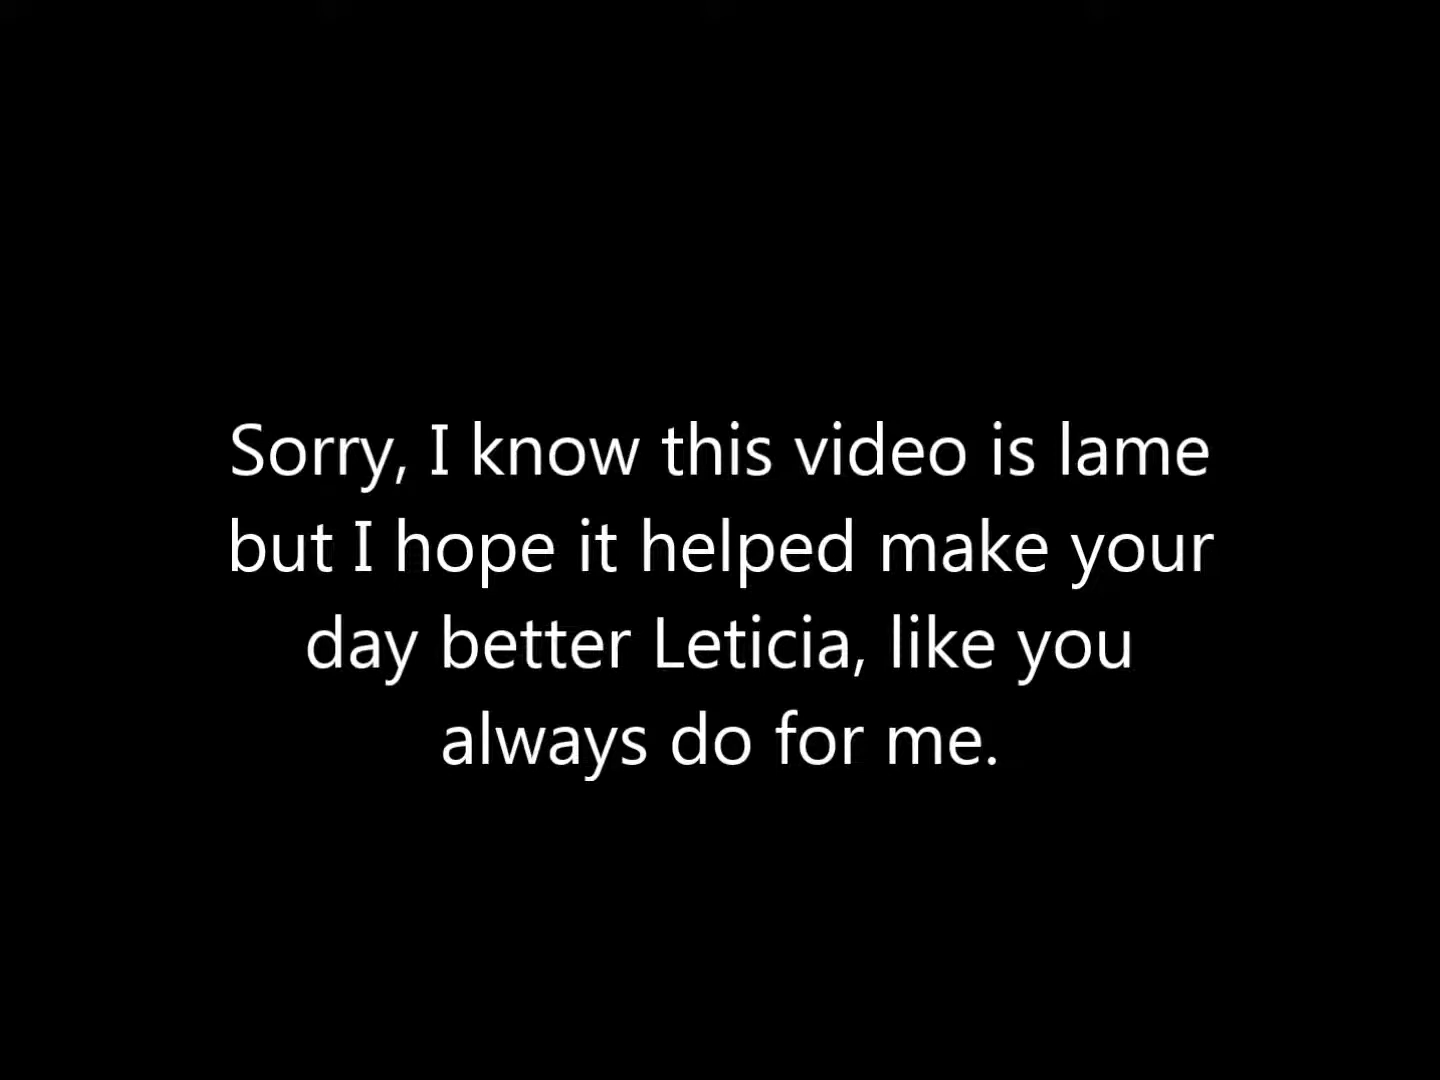 Sorry, I know this video is lame
but I hope it helped make your
day better Leticia, like you
always do for me.